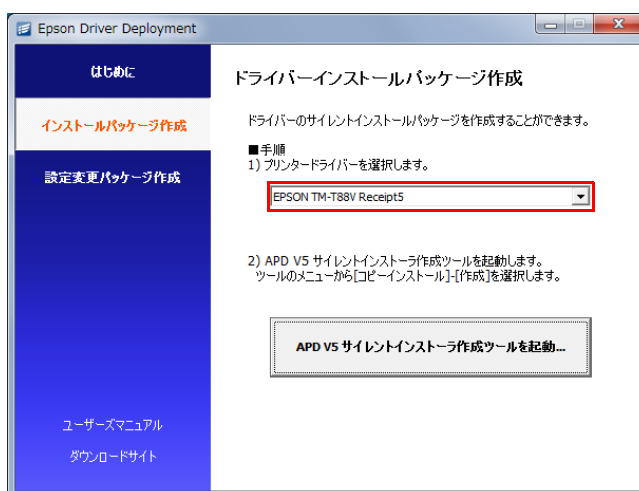 Epson Driver Deployment
はじめに
インストールパッケージ作成
設定変更パッケージ作成
ユーザーズマニュアル
ダウンロードサイト
ドライバーインストールパッケージ作成
ドライバーのサイレントインストールパッケージを作成することができます。
■手順
1) プリンタードライバーを選択します。
EPSON TM-T88V Receipt5
2) APD V5 サイレントインストーラ作成ツールを起動します。
ツールのメニューから[コピーインストール]-[作成]を選択します。
APD V5 サイレントインストーラ作成ツールを起動...